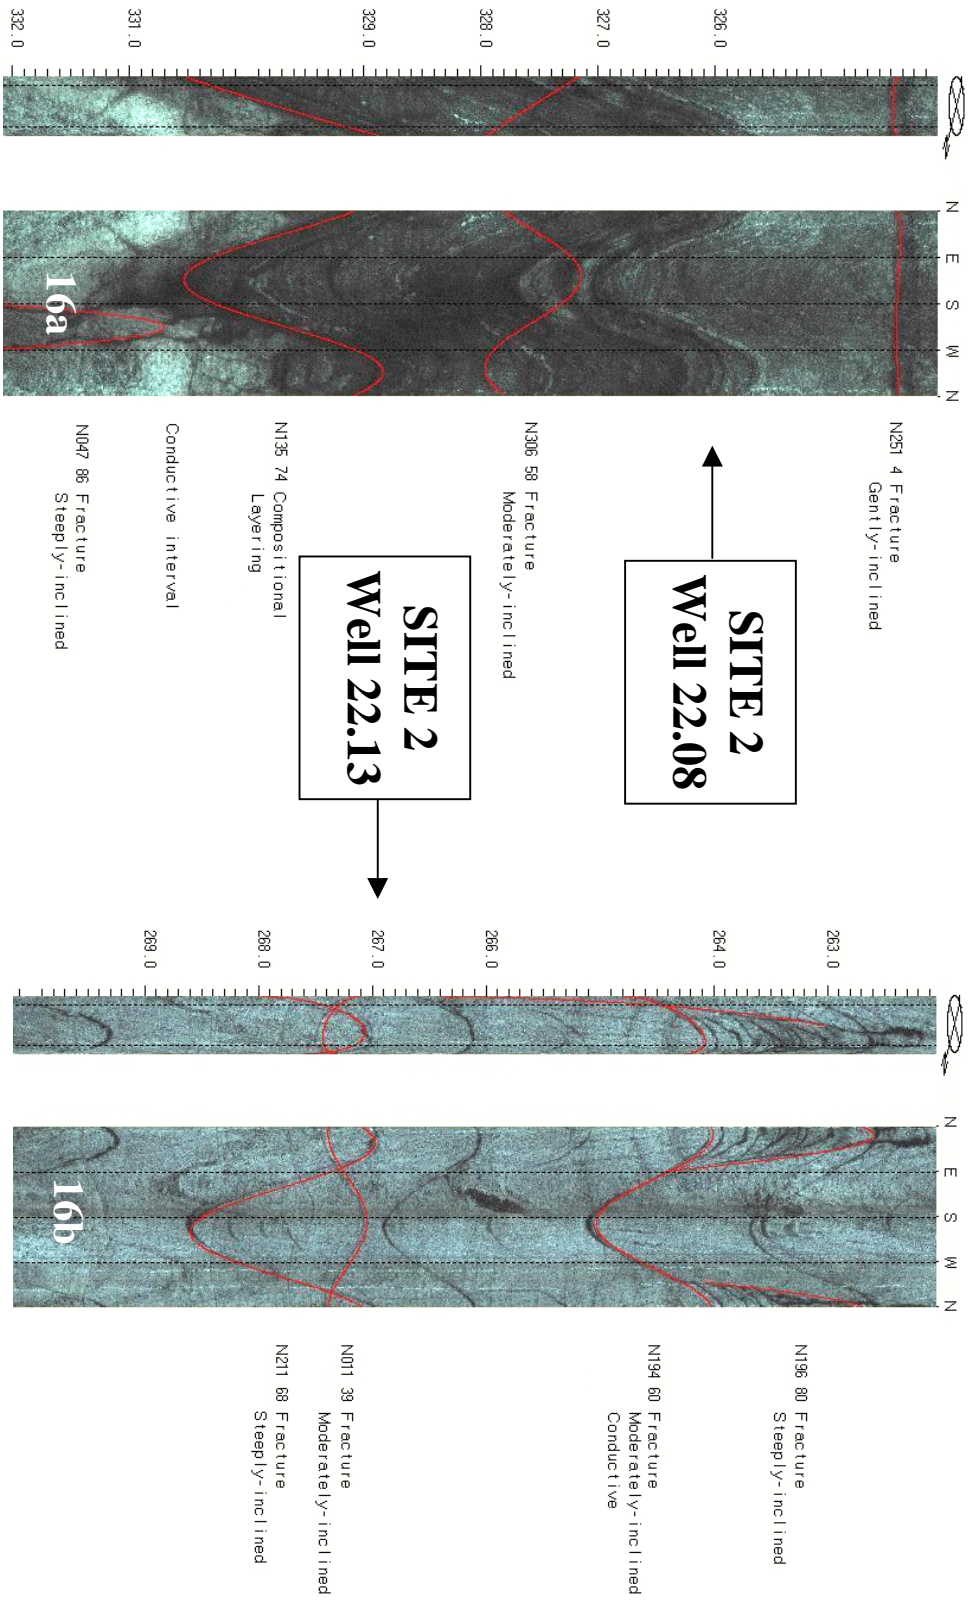 N
E
S
W
N
326.0
327.0
328.0
329.0
331.0
332.0
N251 4 Fracture
Gently-inclined
N306 58 Fracture
Moderately-inclined
N135 74 Compositional
Layering
Conductive interval
N047 86 Fracture
Steeply-inclined
16a
SITE 2
Well 22.08
SITE 2
Well 22.13
N
E
S
W
N
263.0
264.0
266.0
267.0
268.0
269.0
N196 80 Fracture
Steeply-inclined
N194 60 Fracture
Moderately-inclined
Conductive
N011 39 Fracture
Moderately-inclined
N211 68 Fracture
Steeply-inclined
16b